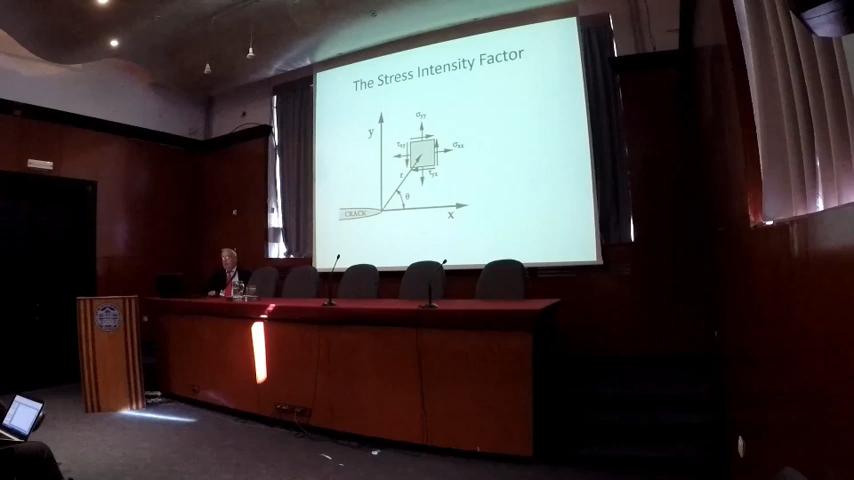 The Stress Intensity Factor
σyy
y
τxy
σxx
τyx
r
θ
CRACK
x